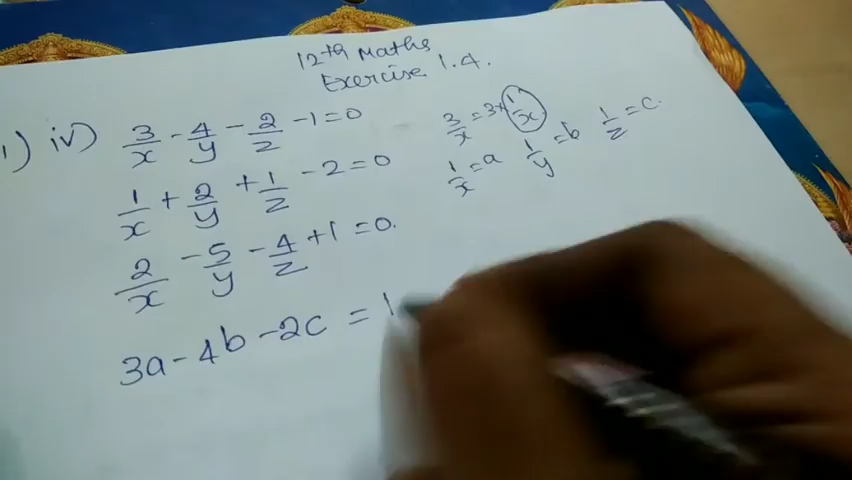 12th Maths
Exercise 1.4.
1) iv) 3/x - 4/y - 2/z - 1 = 0
1/x + 2/y + 1/z - 2 = 0
2/x - 5/y - 4/z + 1 = 0.
3/x = 3 × 1/x
1/x = a 1/y = b 1/z = c.
3a - 4b - 2c = 1